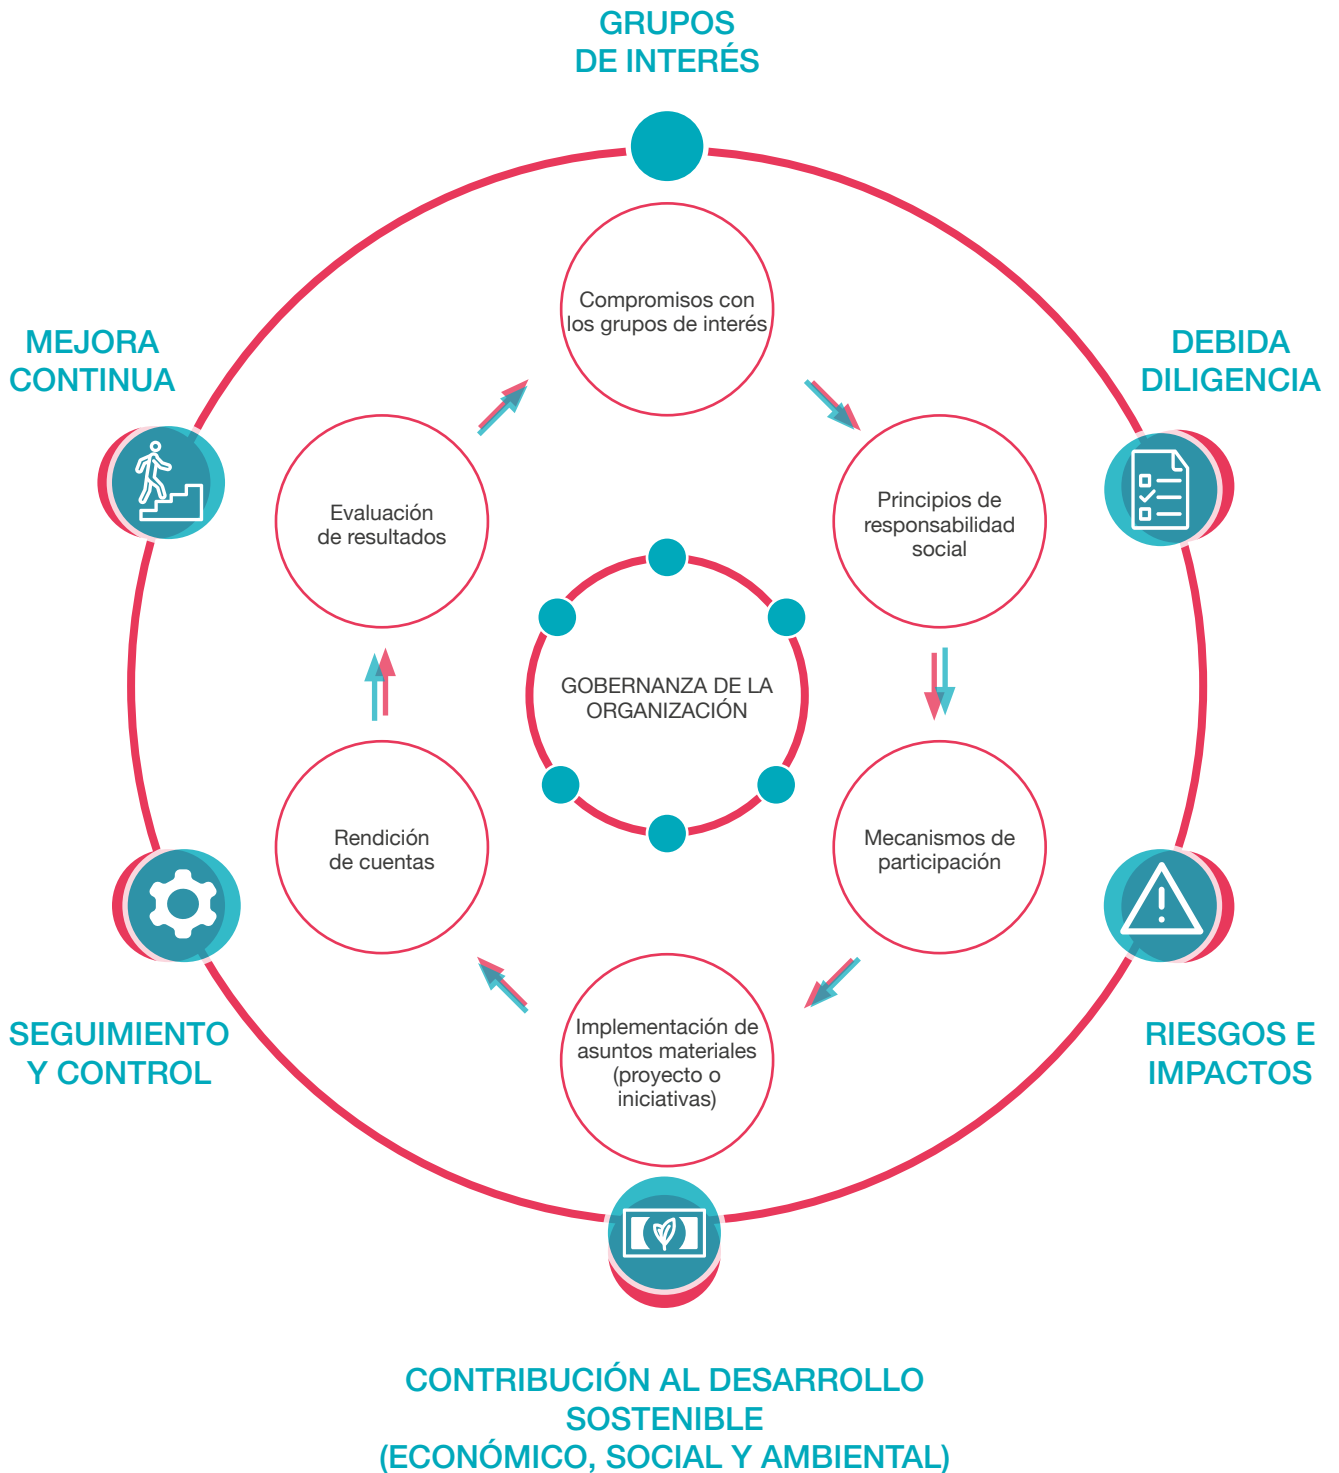 GRUPOS
DE INTERÉS
Compromisos con
los grupos de interés
MEJORA
CONTINUA
DEBIDA
DILIGENCIA
Evaluación
de resultados
Principios de
responsabilidad
social
GOBERNANZA DE LA
ORGANIZACIÓN
Rendición
de cuentas
Mecanismos de
participación
Implementación de
asuntos materiales
(proyecto o
iniciativas)
SEGUIMIENTO
Y CONTROL
RIESGOS E
IMPACTOS
CONTRIBUCIÓN AL DESARROLLO
SOSTENIBLE
(ECONÓMICO, SOCIAL Y AMBIENTAL)